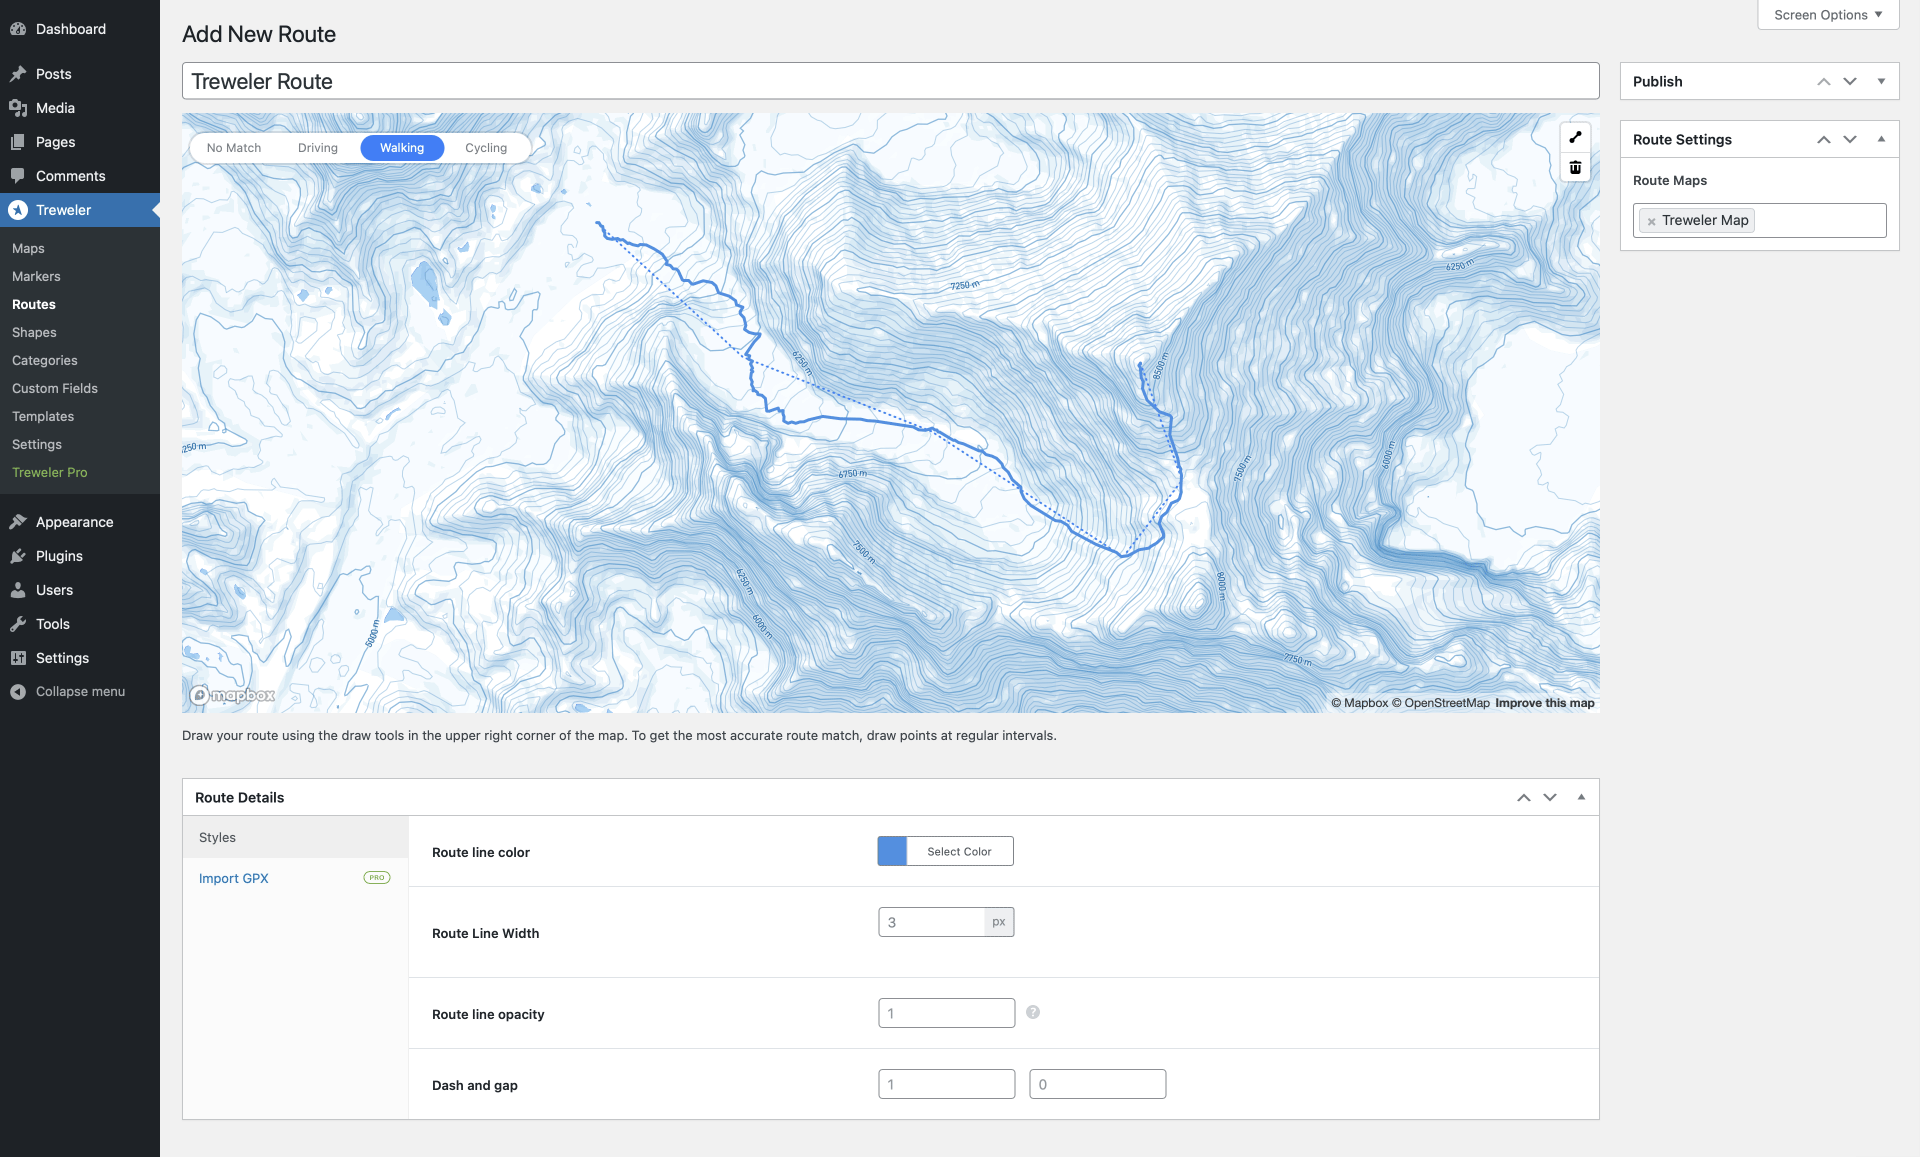 Dashboard
Posts
Media
Pages
Comments
Treweler
Maps
Markers
Routes
Shapes
Categories
Custom Fields
Templates
Settings
Treweler Pro
Appearance
Plugins
Users
Tools
Settings
Collapse menu
Screen Options
Add New Route
Treweler Route
No Match Driving Walking Cycling
7250 m
6250 m
6250 m
8500 m
250 m
6750 m
7500 m
6000 m
7500 m
6250 m
8000 m
6000 m
5000 m
7750 m
mapbox
© Mapbox © OpenStreetMap Improve this map
Draw your route using the draw tools in the upper right corner of the map. To get the most accurate route match, draw points at regular intervals.
Route Details
Styles
Import GPX PRO
Route line color Select Color
Route Line Width 3 px
Route line opacity 1 ?
Dash and gap 1 0
Publish
Route Settings
Route Maps
× Treweler Map